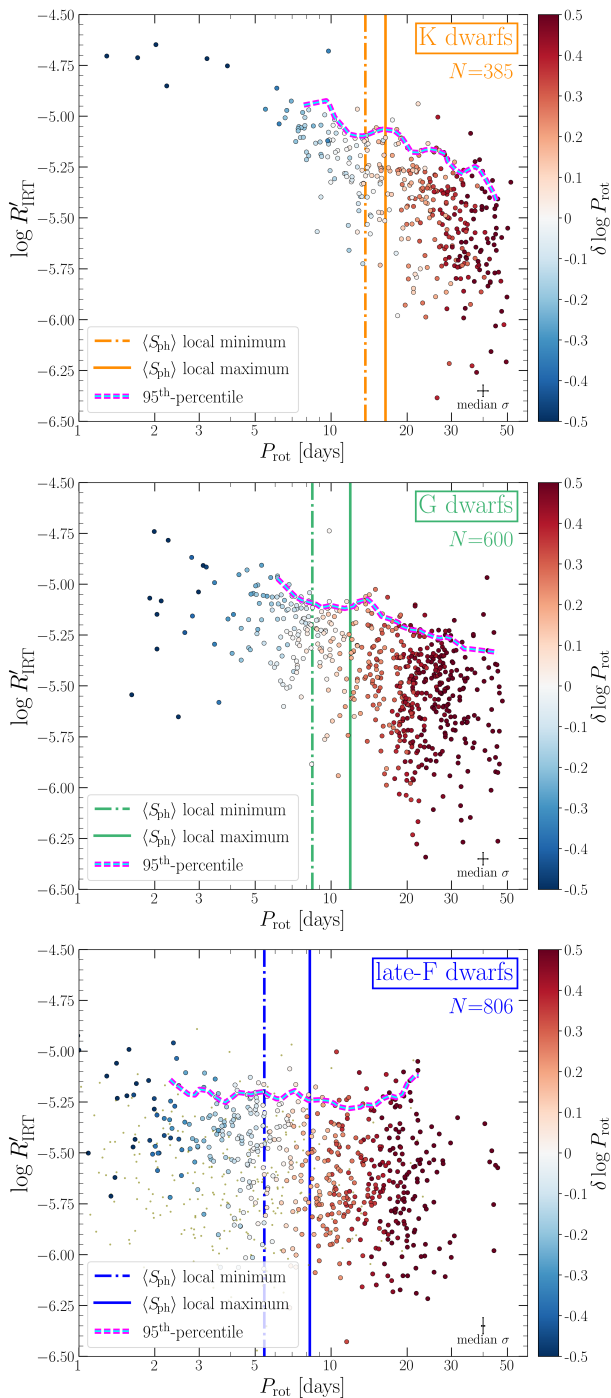 K dwarfs
N=385
−4.50
−4.75
−5.00
−5.25
−5.50
−5.75
−6.00
−6.25
−6.50
log R′IRT
⟨Sph⟩ local minimum
⟨Sph⟩ local maximum
95th-percentile
median σ
1 2 3 5 10 20 30 50
Prot [days]
0.5
0.4
0.3
0.2
0.1
0
-0.1
-0.2
-0.3
-0.4
-0.5
δ log Prot
G dwarfs
N=600
−4.50
−4.75
−5.00
−5.25
−5.50
−5.75
−6.00
−6.25
−6.50
log R′IRT
⟨Sph⟩ local minimum
⟨Sph⟩ local maximum
95th-percentile
median σ
1 2 3 5 10 20 30 50
Prot [days]
0.5
0.4
0.3
0.2
0.1
0
-0.1
-0.2
-0.3
-0.4
-0.5
δ log Prot
late-F dwarfs
N=806
−4.50
−4.75
−5.00
−5.25
−5.50
−5.75
−6.00
−6.25
−6.50
log R′IRT
⟨Sph⟩ local minimum
⟨Sph⟩ local maximum
95th-percentile
median σ
1 2 3 5 10 20 30 50
Prot [days]
0.5
0.4
0.3
0.2
0.1
0
-0.1
-0.2
-0.3
-0.4
-0.5
δ log Prot